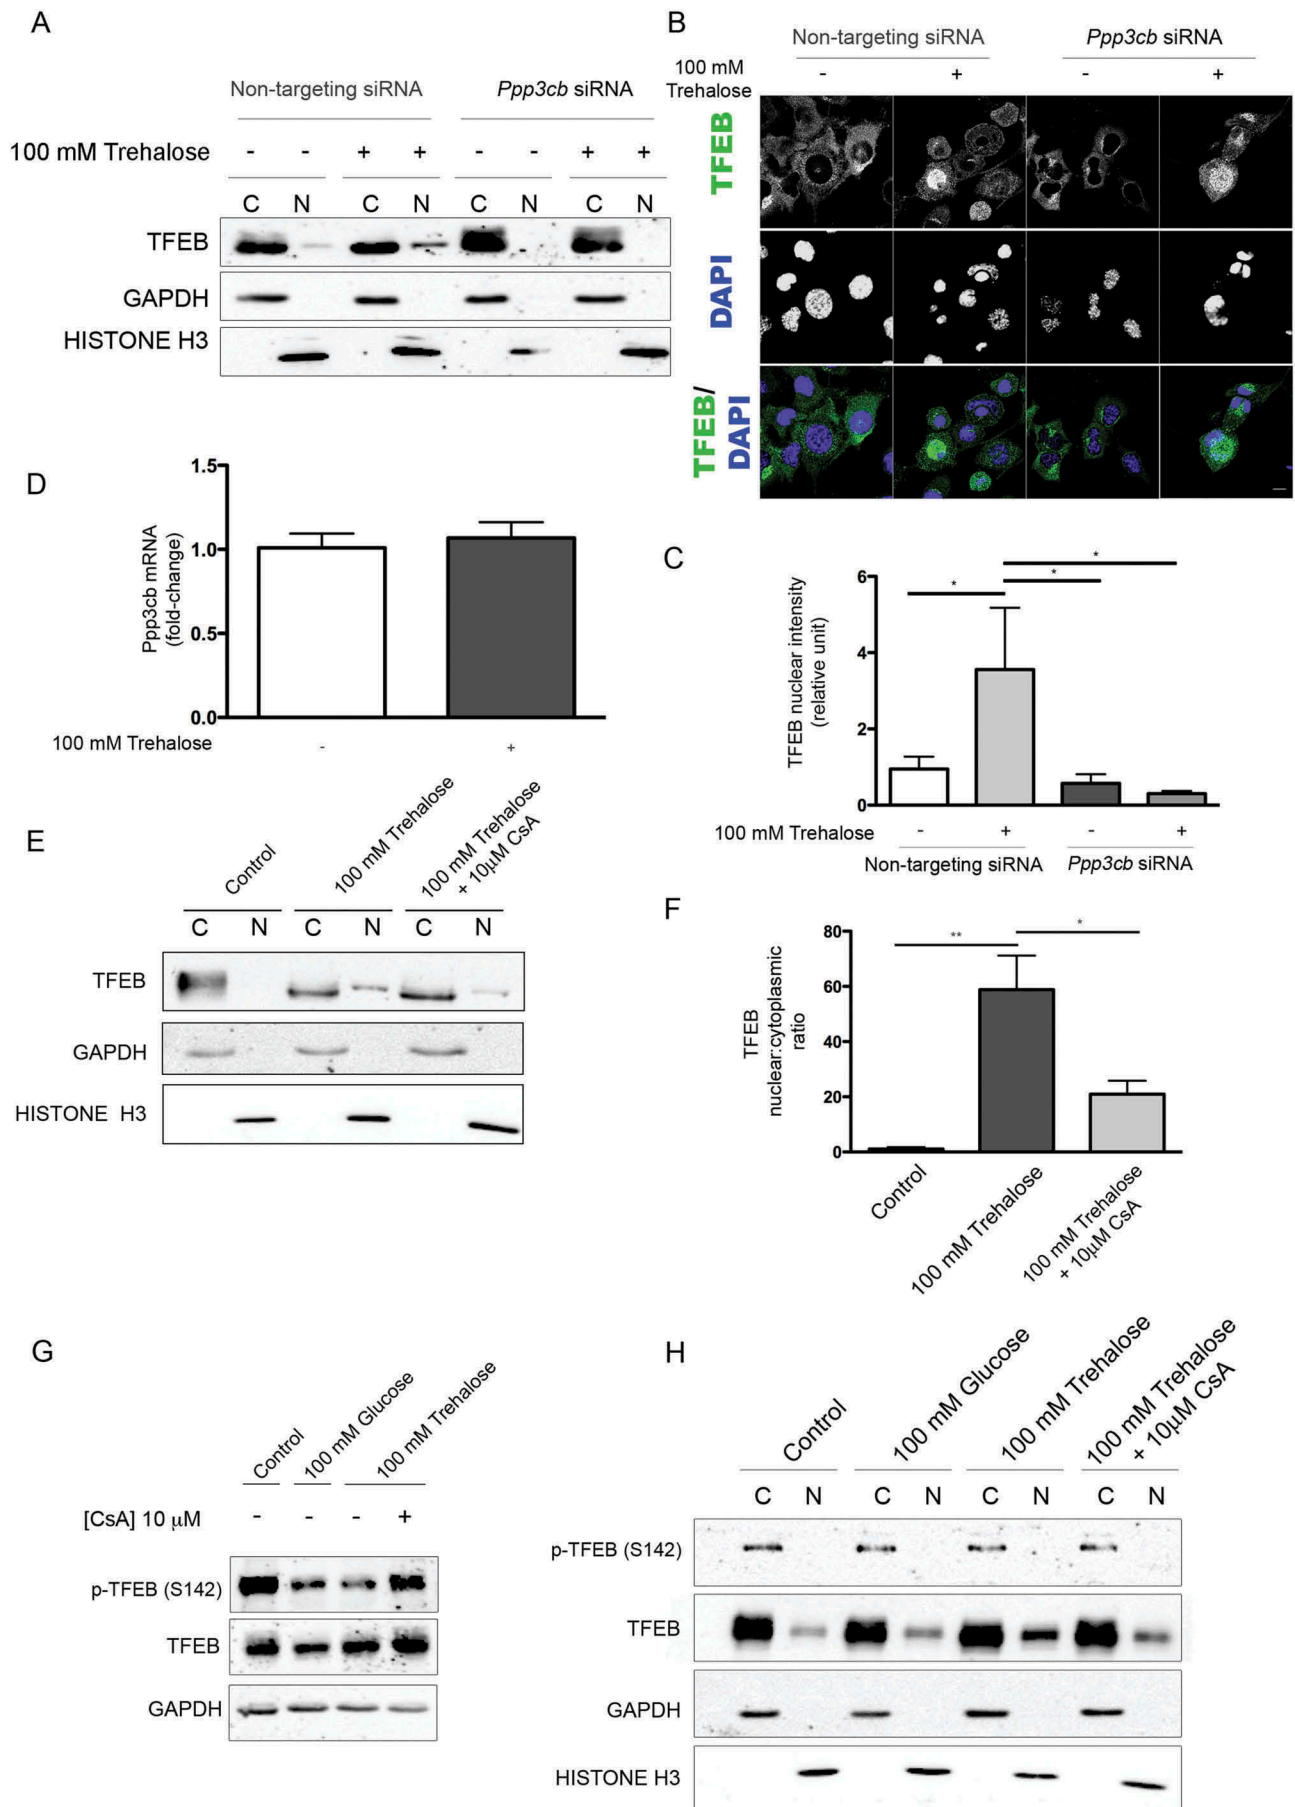 A
Non-targeting siRNA Ppp3cb siRNA
100 mM Trehalose - - + + - - + +
C N C N C N C N
TFEB
GAPDH
HISTONE H3
B
Non-targeting siRNA Ppp3cb siRNA
100 mM
Trehalose - + - +
TFEB
DAPI
TFEB/
DAPI
D
Ppp3cb mRNA
(fold-change)
1.5
1.0
0.5
0.0
100 mM Trehalose - +
C
TFEB nuclear intensity
(relative unit)
6
4
2
0
* * *
100 mM Trehalose - + - +
Non-targeting siRNA Ppp3cb siRNA
E
Control
100 mM Trehalose
100 mM Trehalose
+ 10µM CsA
C N C N C N
TFEB
GAPDH
HISTONE H3
F
TFEB
nuclear:cytoplasmic
ratio
80
60
40
20
0
** *
Control
100 mM Trehalose
100 mM Trehalose
+ 10µM CsA
G
Control
100 mM Glucose
100 mM Trehalose
[CsA] 10 µM - - - +
p-TFEB (S142)
TFEB
GAPDH
H
Control
100 mM Glucose
100 mM Trehalose
100 mM Trehalose
+ 10µM CsA
C N C N C N C N
p-TFEB (S142)
TFEB
GAPDH
HISTONE H3